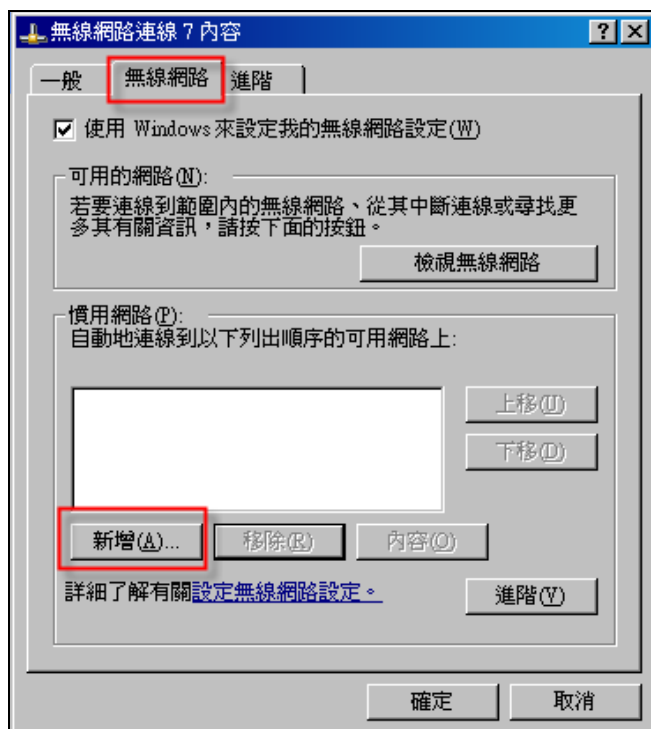 無線網路連線 7 內容
一般 無線網路 進階
使用 Windows 來設定我的無線網路設定(W)
可用的網路(N):
若要連線到範圍內的無線網路、從其中斷連線或尋找更
多其有關資訊，請按下面的按鈕。
檢視無線網路
慣用網路(P):
自動地連線到以下列出順序的可用網路上:
上移(U)
下移(D)
新增(A)... 移除(R) 內容(O)
詳細了解有關設定無線網路設定。
進階(V)
確定 取消